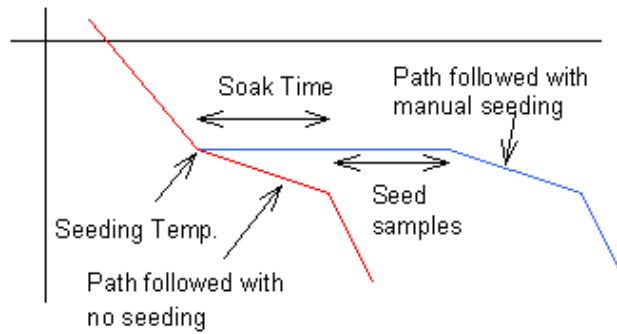 Soak Time
Path followed with
manual seeding
Seed
samples
Seeding Temp.
Path followed with
no seeding